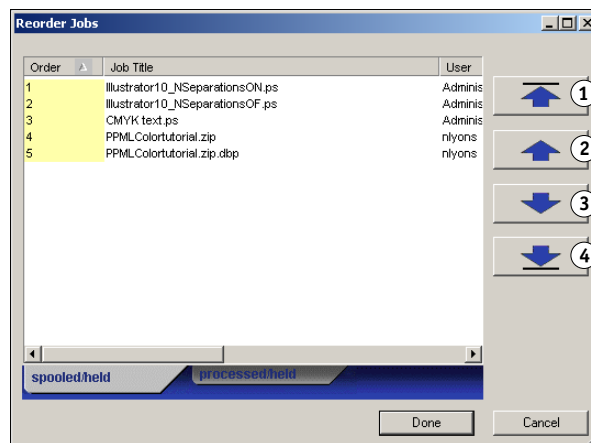 Reorder Jobs
Order Job Title User
1 Illustrator10_NSeparationsON.ps Adminis
2 Illustrator10_NSeparationsOF.ps Adminis
3 CMYK text.ps Adminis
4 PPMLColortutorial.zip nlyons
5 PPMLColortutorial.zip.dbp nlyons
1
2
3
4
spooled/held processed/held
Done Cancel